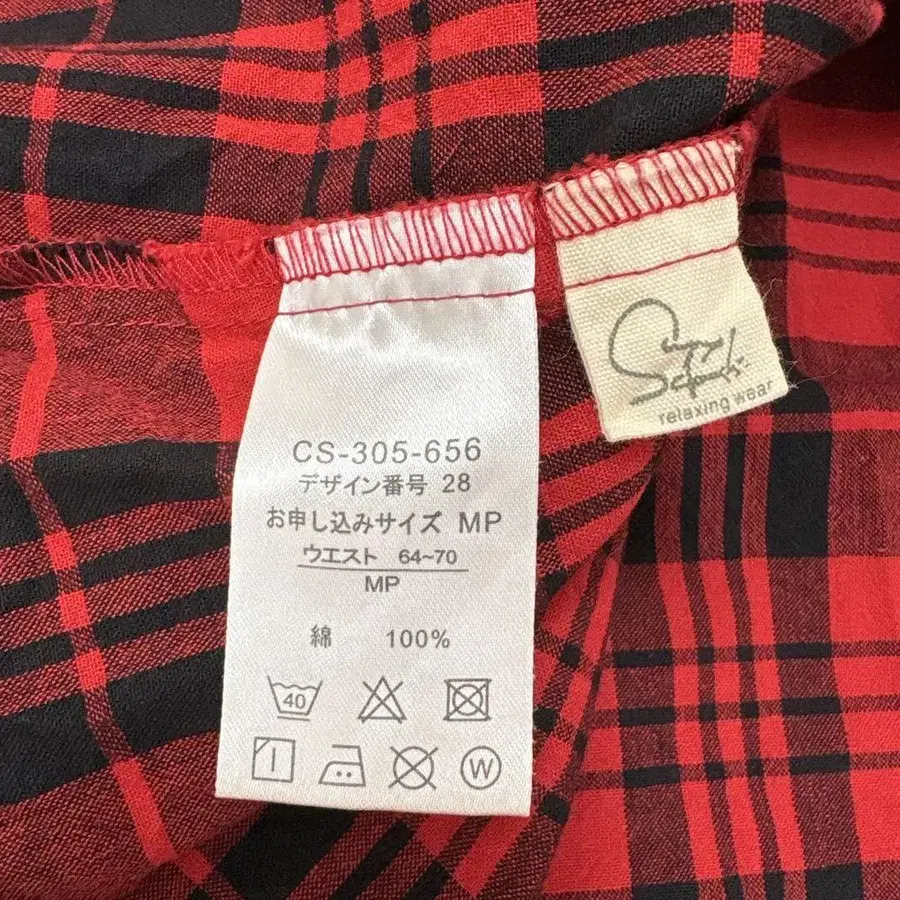 CS-305-656
デザイン番号 28
お申し込みサイズ MP
ウエスト 64~70
MP
綿 100%
40
W
relaxing wear